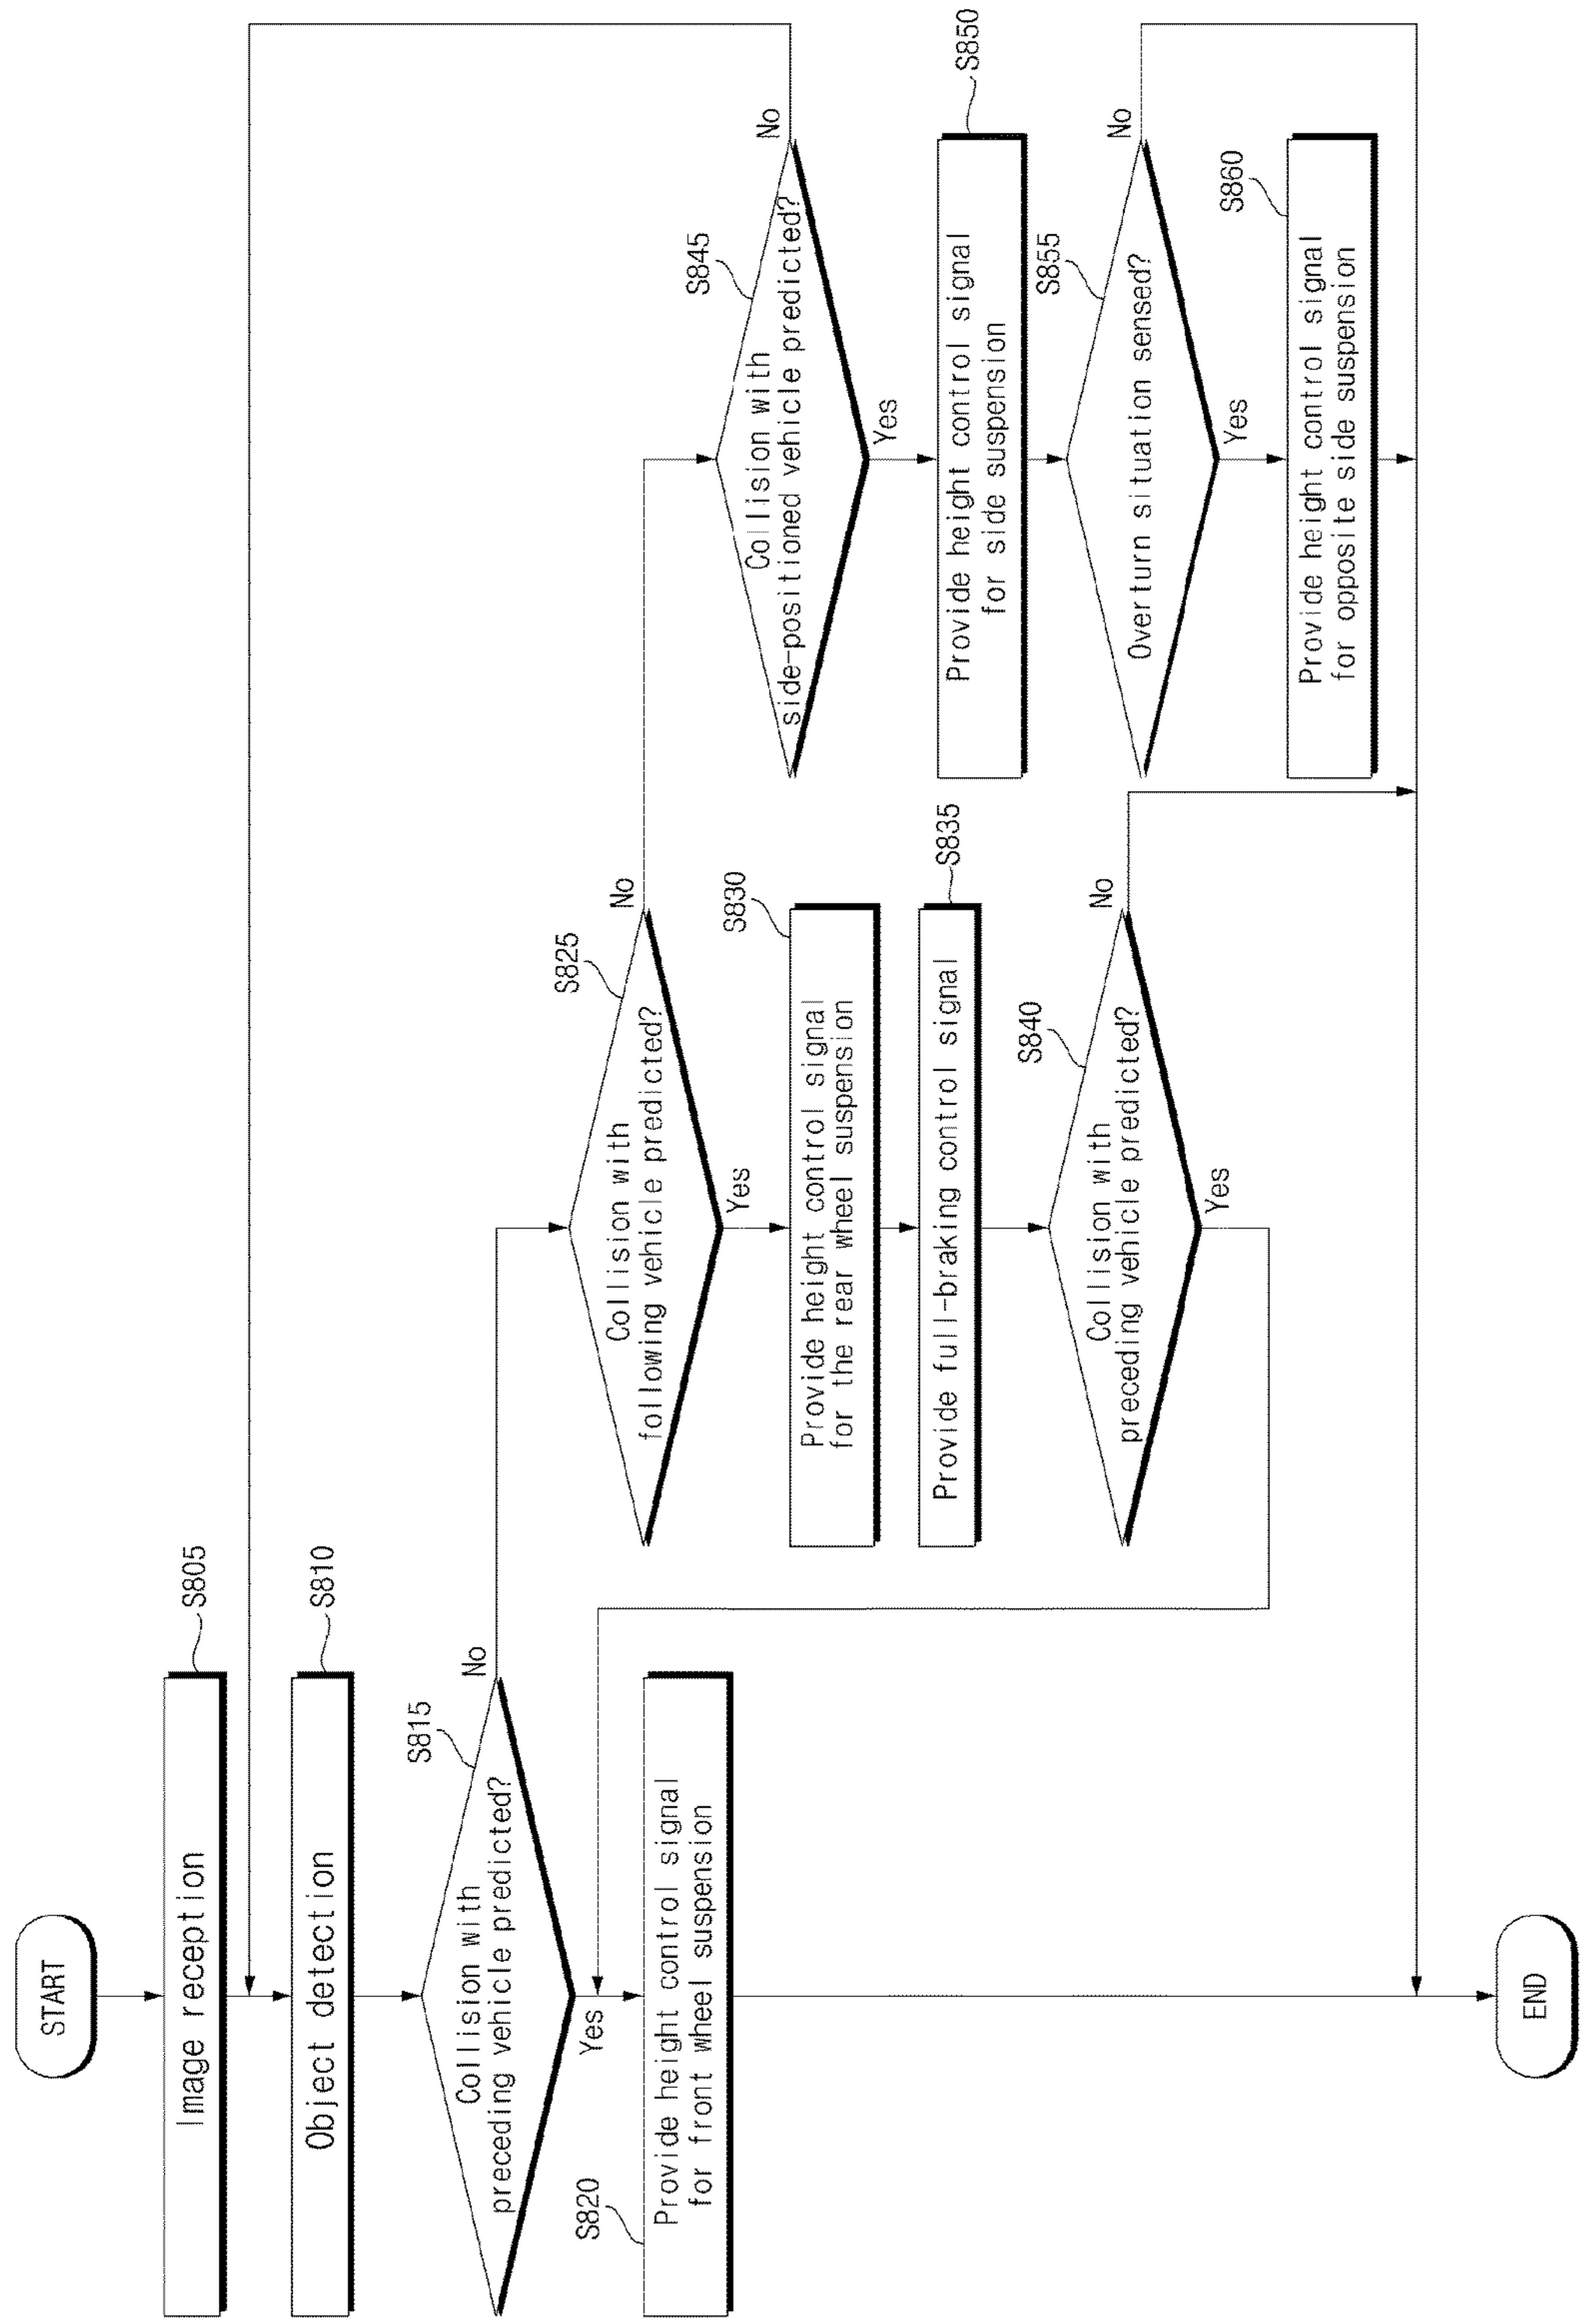 START
Image reception
S805
Object detection
S810
Collision with
preceding vehicle predicted?
S815
No
Yes
Provide height control signal
for front wheel suspension
S820
Collision with
following vehicle predicted?
S825
No
Yes
Provide height control signal
for the rear wheel suspension
S830
Provide full-braking control signal
S835
Collision with
preceding vehicle predicted?
S840
No
Yes
Collision with
side-positioned vehicle predicted?
S845
No
Yes
Provide height control signal
for side suspension
S850
Overturn situation sensed?
S855
No
Yes
Provide height control signal
for opposite side suspension
S860
END